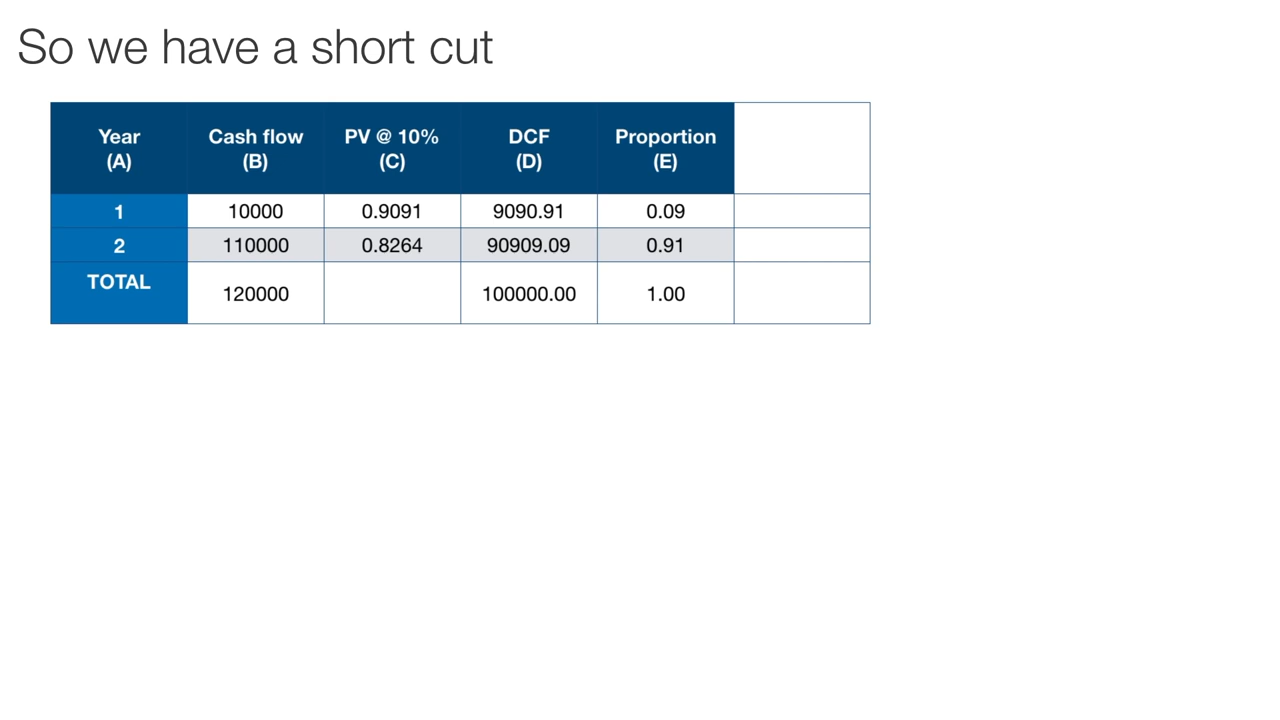 So we have a short cut
Year Cash flow PV @ 10% DCF Proportion
(A) (B) (C) (D) (E)
1 10000 0.9091 9090.91 0.09
2 110000 0.8264 90909.09 0.91
TOTAL 120000 100000.00 1.00